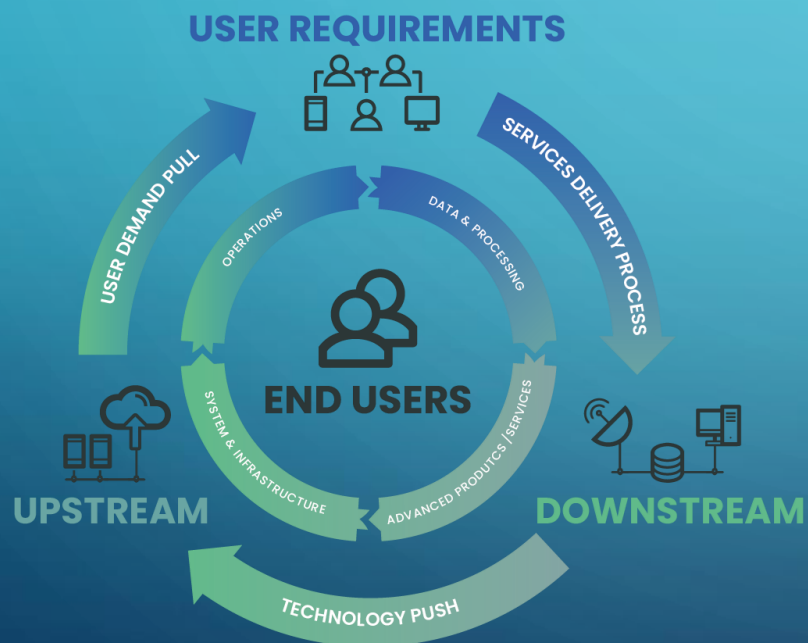 USER REQUIREMENTS
USER DEMAND PULL
SERVICES DELIVERY PROCESS
OPERATIONS
DATA & PROCESSING
END USERS
SYSTEM & INFRASTRUCTURE
ADVANCED PRODUTCS /SERVICES
UPSTREAM
DOWNSTREAM
TECHNOLOGY PUSH